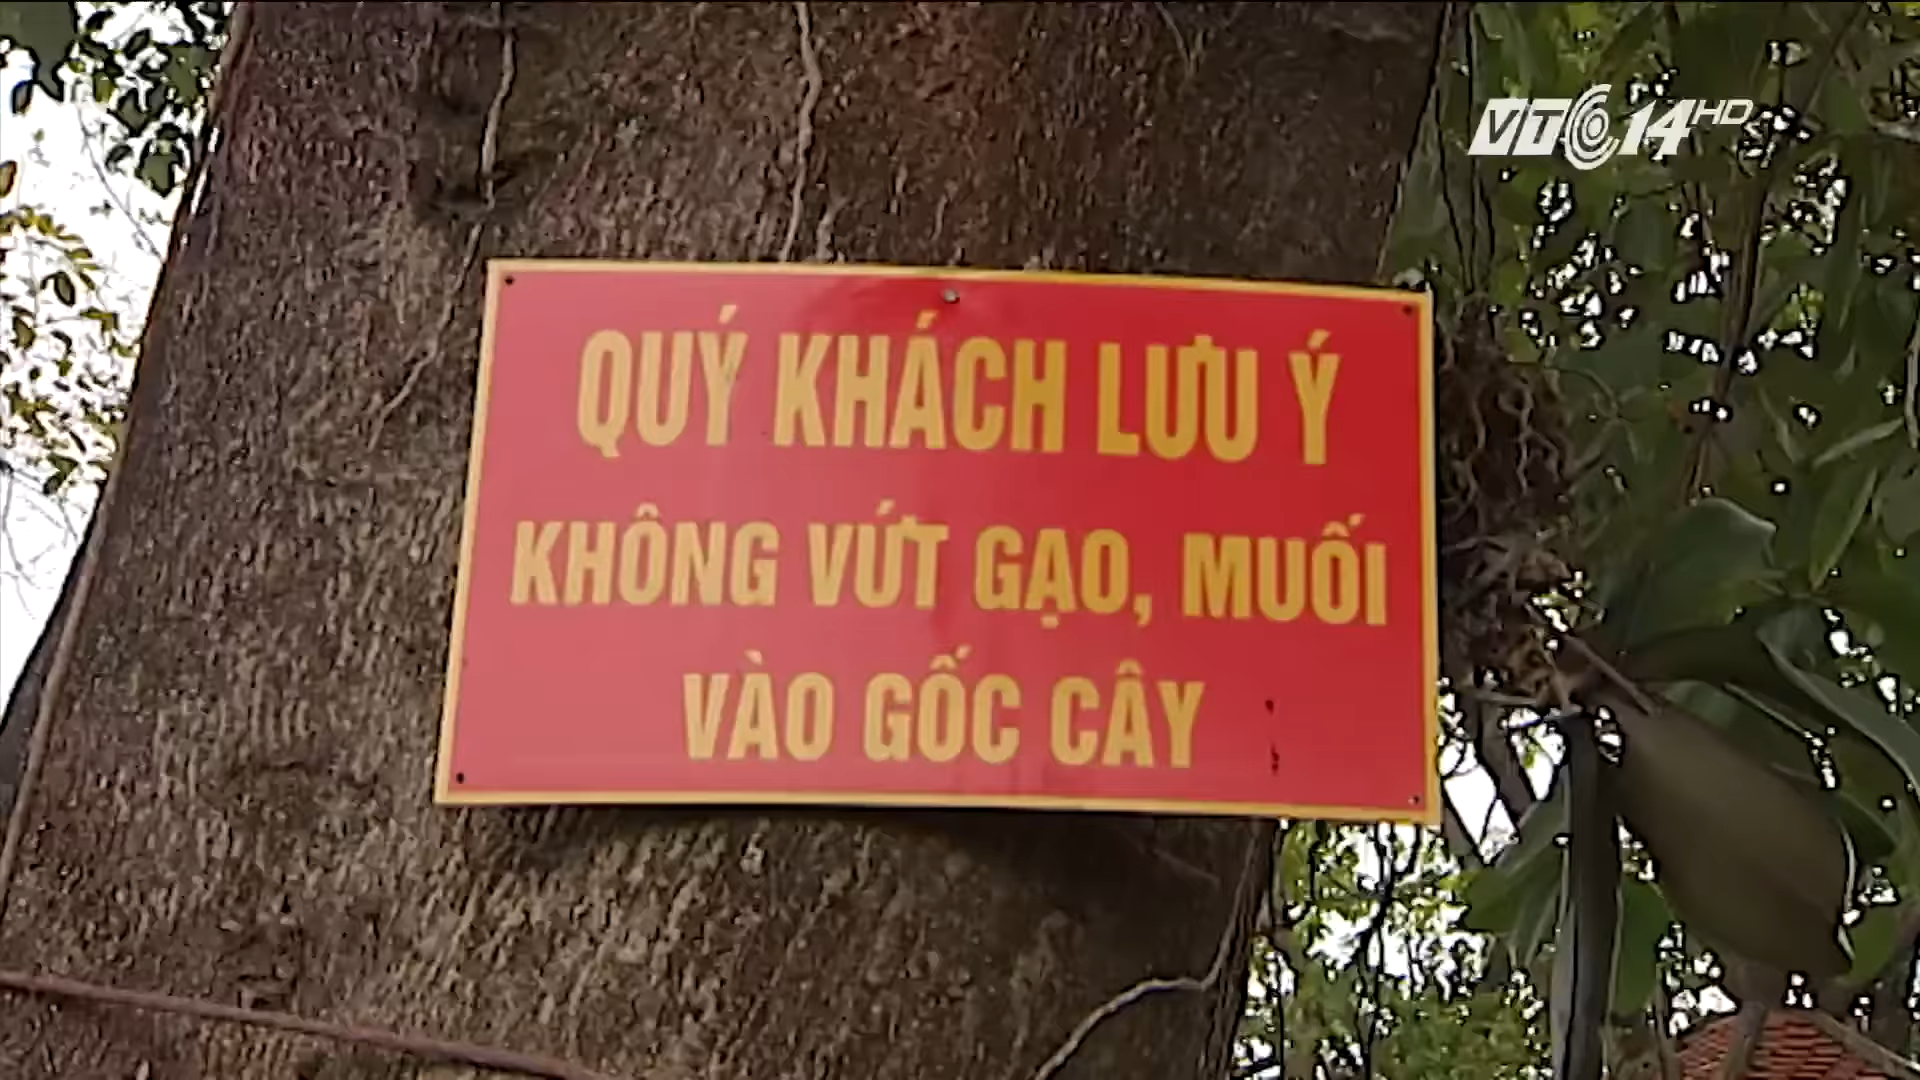 VTC14HD
QUÝ KHÁCH LƯU Ý
KHÔNG VỨT GẠO, MUỐI
VÀO GỐC CÂY